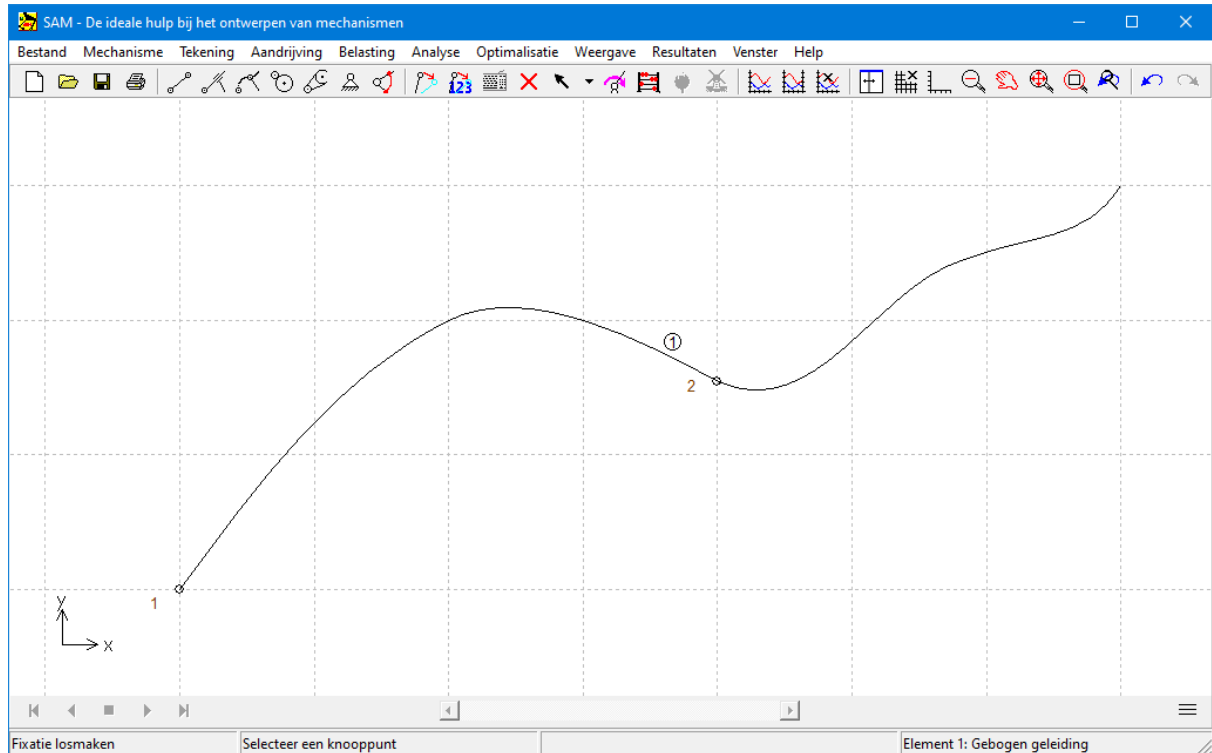 SAM - De ideale hulp bij het ontwerpen van mechanismen
Bestand Mechanisme Tekening Aandrijving Belasting Analyse Optimalisatie Weergave Resultaten Venster Help
123
1
2
1
y
x
Fixatie losmaken Selecteer een knooppunt Element 1: Gebogen geleiding